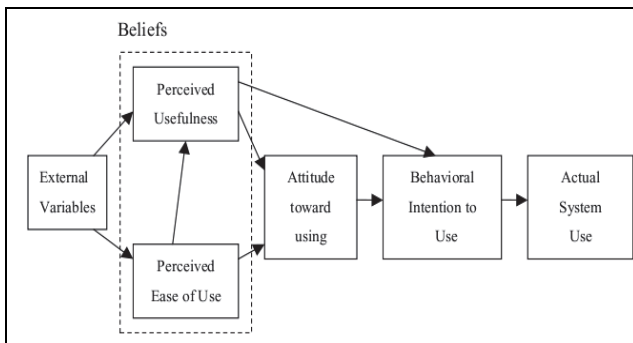 Beliefs
Perceived
Usefulness
External
Variables
Attitude
toward
using
Behavioral
Intention to
Use
Actual
System
Use
Perceived
Ease of Use